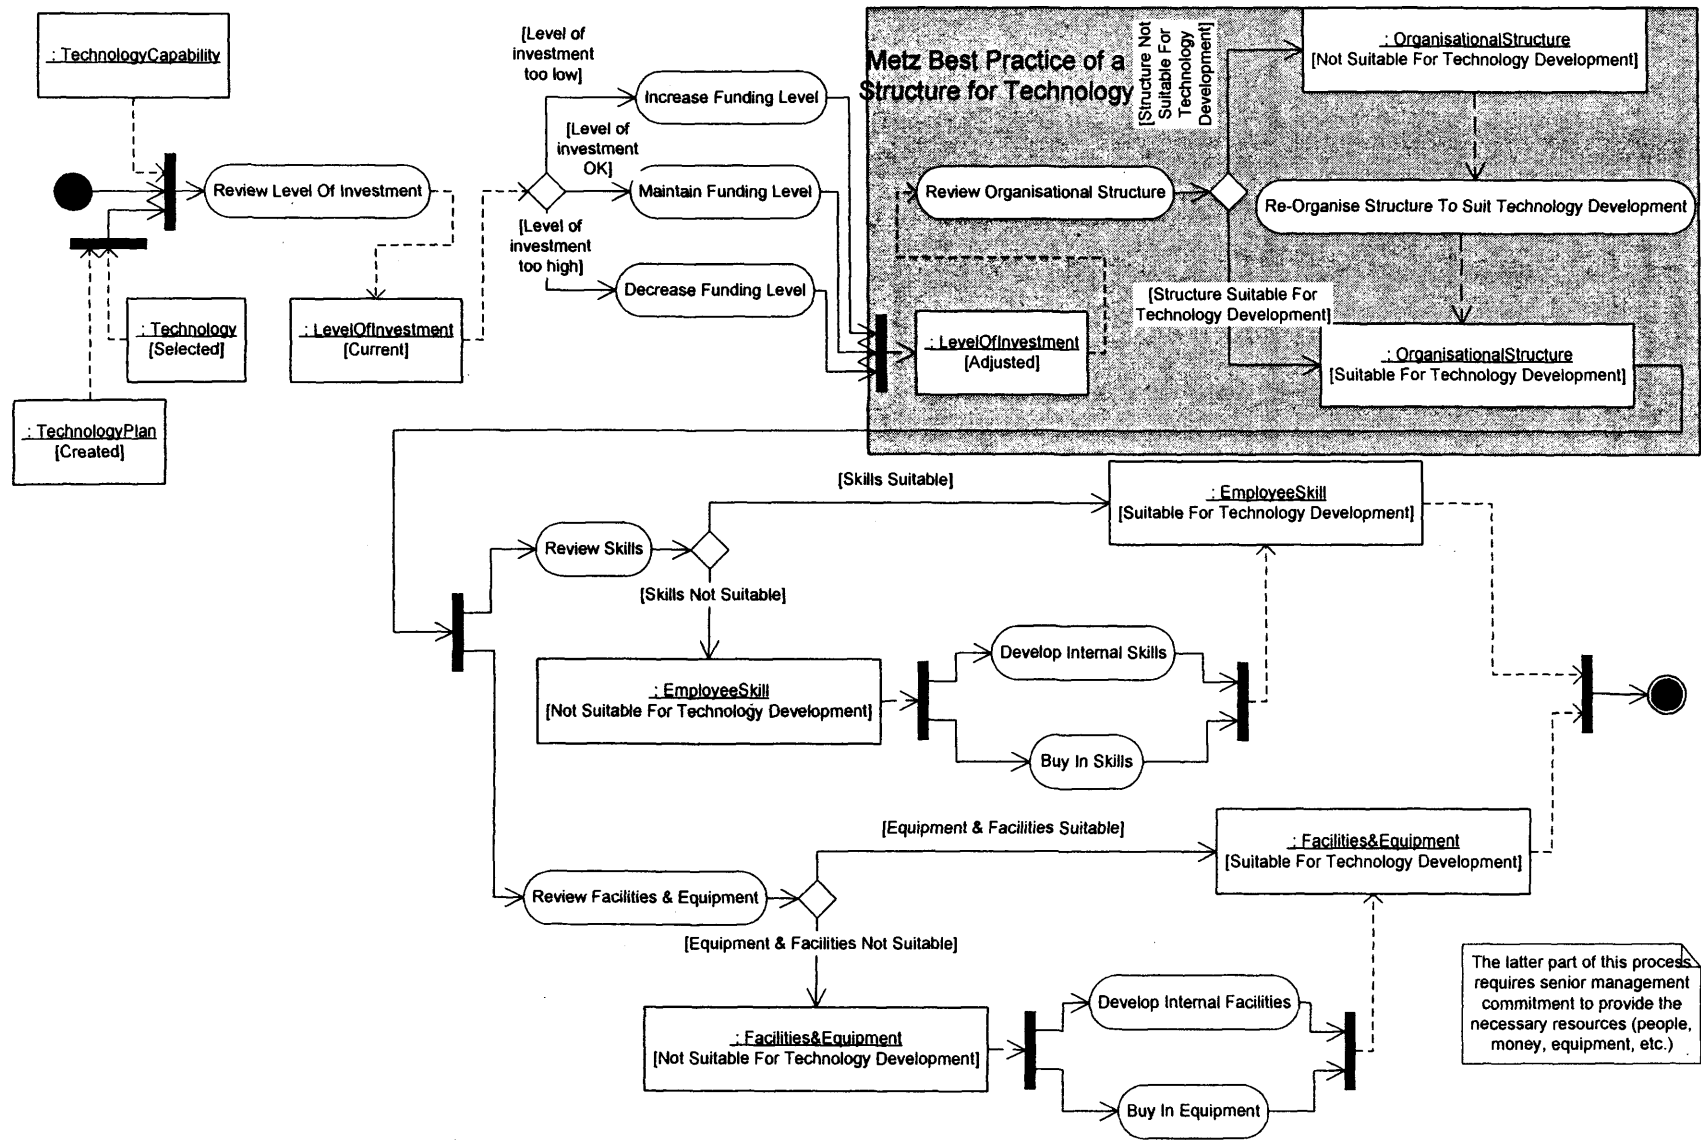 : TechnologyCapability
[Level of
investment
too low]
Increase Funding Level
[Level of
investment
OK]
Review Level Of Investment
Maintain Funding Level
[Level of
investment
too high]
Decrease Funding Level
: Technology
[Selected]
: LevelOfInvestment
[Current]
: TechnologyPlan
[Created]
Metz Best Practice of a
Structure for Technology
[Structure Not
Suitable For
Technology
Development]
: OrganisationalStructure
[Not Suitable For Technology Development]
Review Organisational Structure
Re-Organise Structure To Suit Technology Development
[Structure Suitable For
Technology Development]
: LevelOfInvestment
[Adjusted]
: OrganisationalStructure
[Suitable For Technology Development]
[Skills Suitable]
: EmployeeSkill
[Suitable For Technology Development]
Review Skills
[Skills Not Suitable]
Develop Internal Skills
: EmployeeSkill
[Not Suitable For Technology Development]
Buy In Skills
[Equipment & Facilities Suitable]
: Facilities&Equipment
[Suitable For Technology Development]
Review Facilities & Equipment
[Equipment & Facilities Not Suitable]
Develop Internal Facilities
: Facilities&Equipment
[Not Suitable For Technology Development]
Buy In Equipment
The latter part of this process
requires senior management
commitment to provide the
necessary resources (people,
money, equipment, etc.)